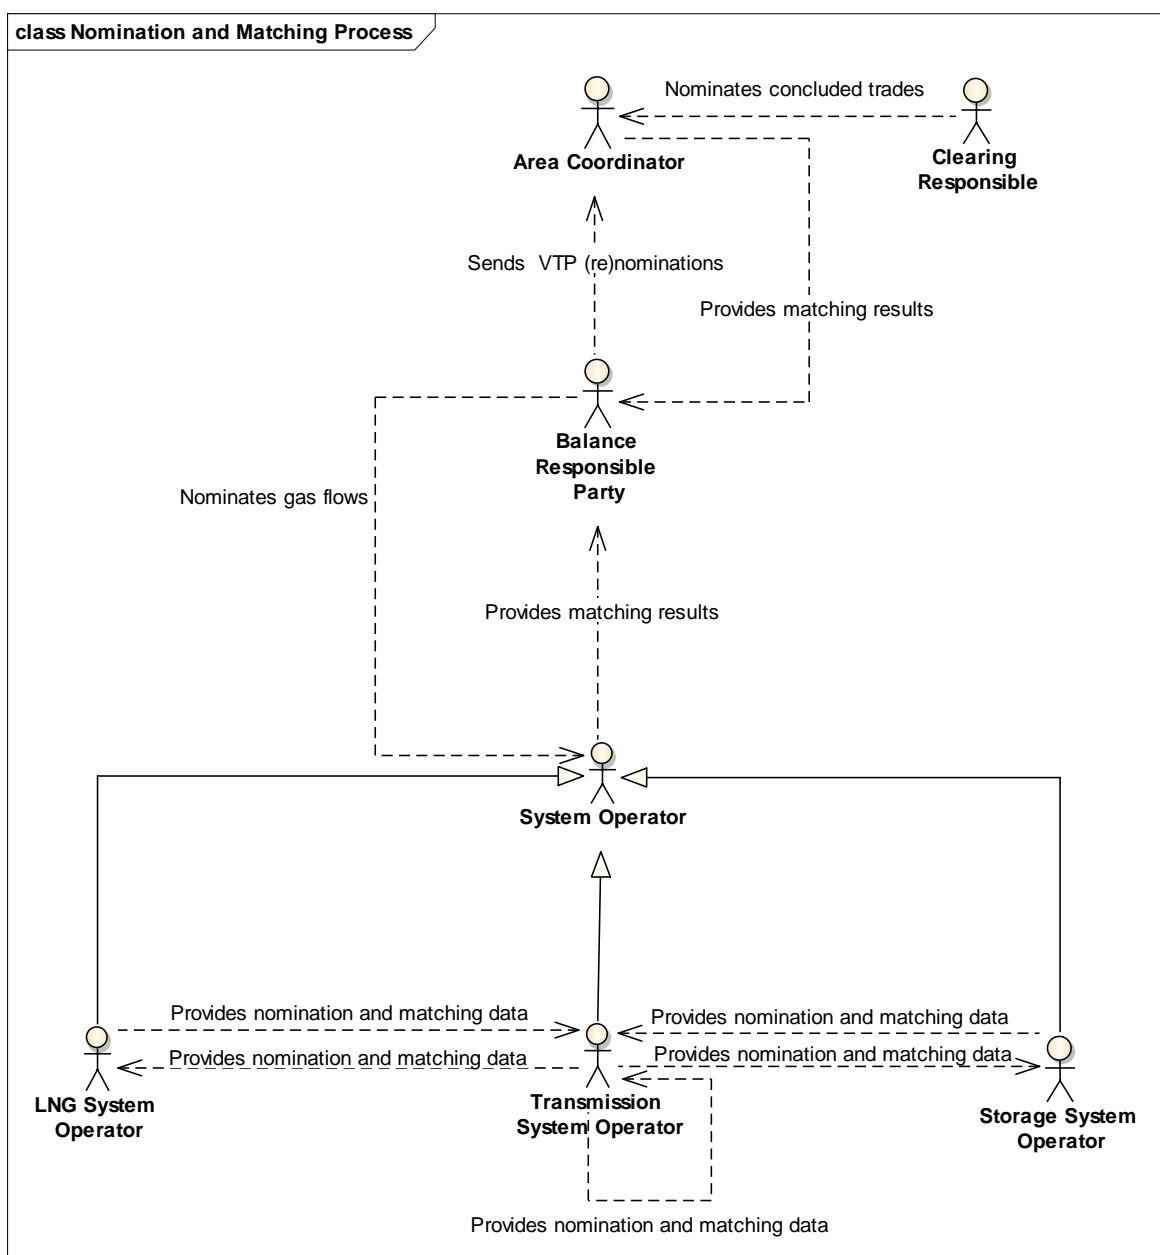 class Nomination and Matching Process
Nominates concluded trades
Area Coordinator
Clearing
Responsible
Sends  VTP (re)nominations
Provides matching results
Balance
Responsible
Party
Nominates gas flows
Provides matching results
System Operator
Provides nomination and matching data
Provides nomination and matching data
Provides nomination and matching data
Provides nomination and matching data
LNG System
Operator
Transmission
System Operator
Storage System
Operator
Provides nomination and matching data